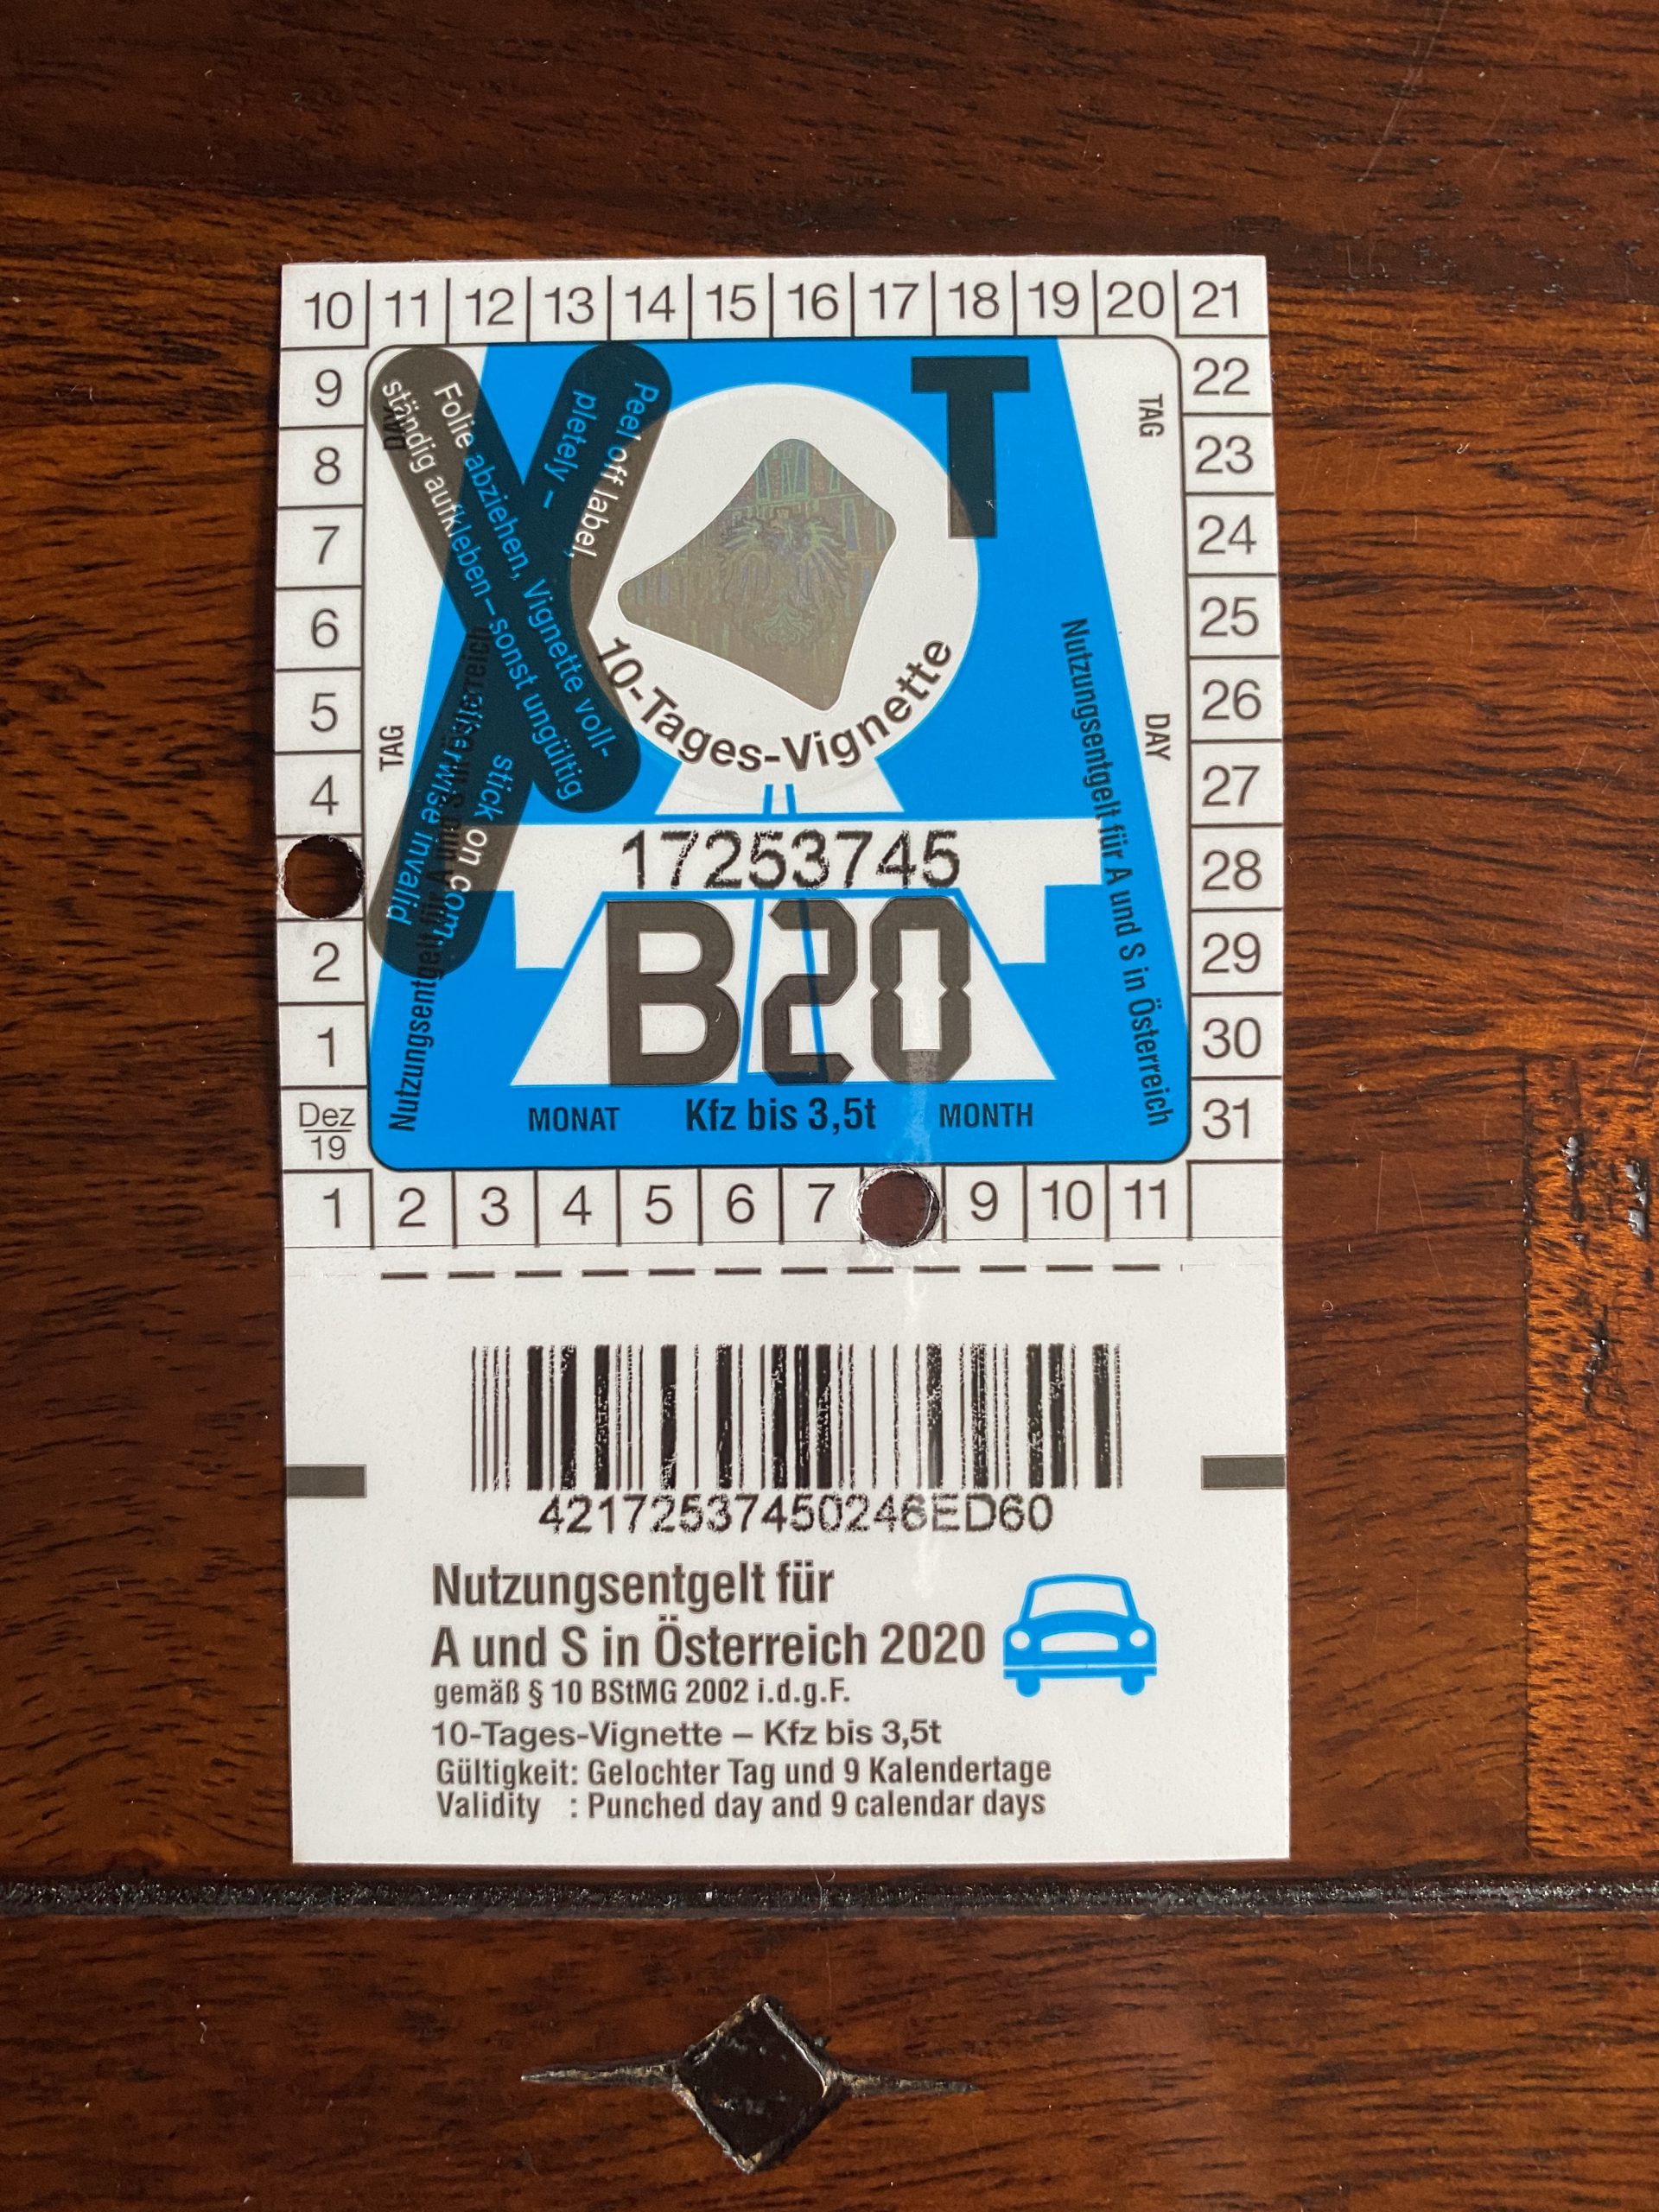 10 11 12 13 14 15 16 17 18 19 20 21
9
8
7
6
5
4
2
1
Dez
19
22
23
24
25
26
27
28
29
30
31
T
TAG
DAY
TAG
DAY
Folie abziehen, Vignette voll-
ständig aufkleben – sonst ungültig
Peel off label, stick on com-
pletely – otherwise invalid
10-Tages-Vignette
Nutzungsentgelt für A und S in Österreich
Nutzungsentgelt für A und S in Österreich
17253745
B20
MONAT Kfz bis 3,5t MONTH
1 2 3 4 5 6 7 9 10 11
42172537450246ED60
Nutzungsentgelt für
A und S in Österreich 2020
gemäß § 10 BStMG 2002 i.d.g.F.
10-Tages-Vignette – Kfz bis 3,5t
Gültigkeit: Gelochter Tag und 9 Kalendertage
Validity : Punched day and 9 calendar days